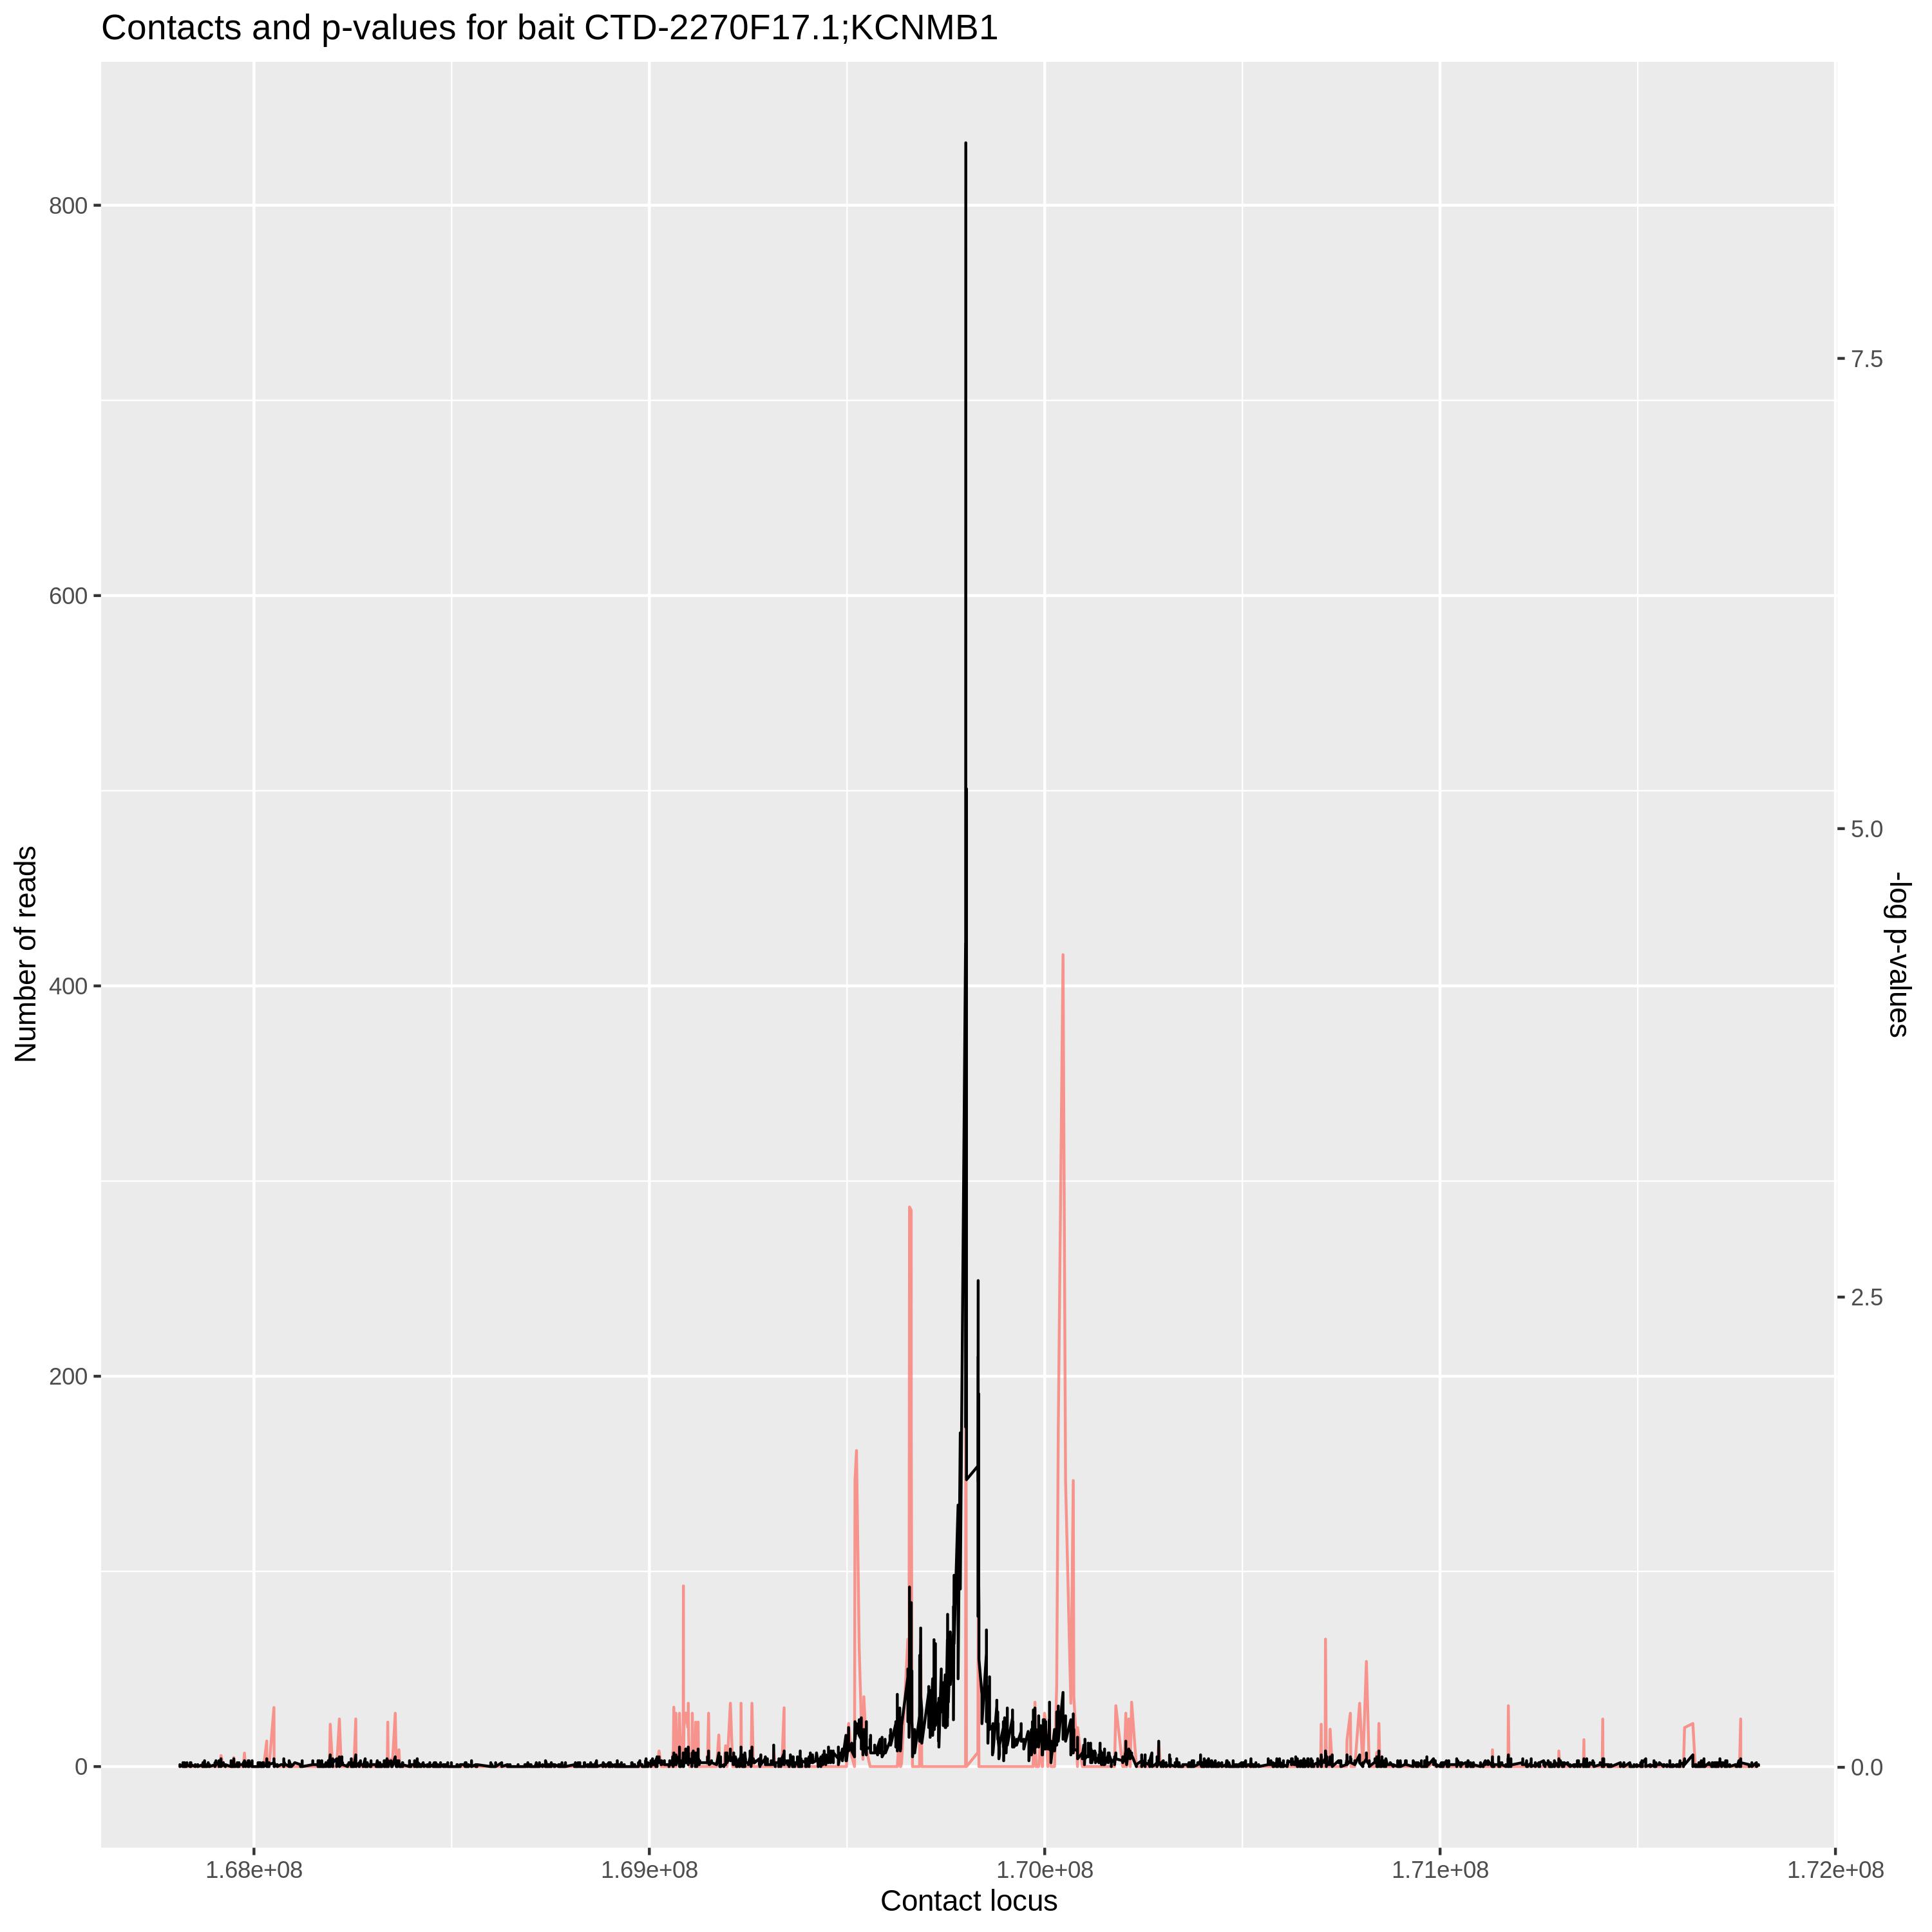 Contacts and p-values for bait CTD-2270F17.1;KCNMB1
800
600
400
200
0
Number of reads
7.5
5.0
2.5
0.0
-log p-values
1.68e+08
1.69e+08
1.70e+08
1.71e+08
1.72e+08
Contact locus